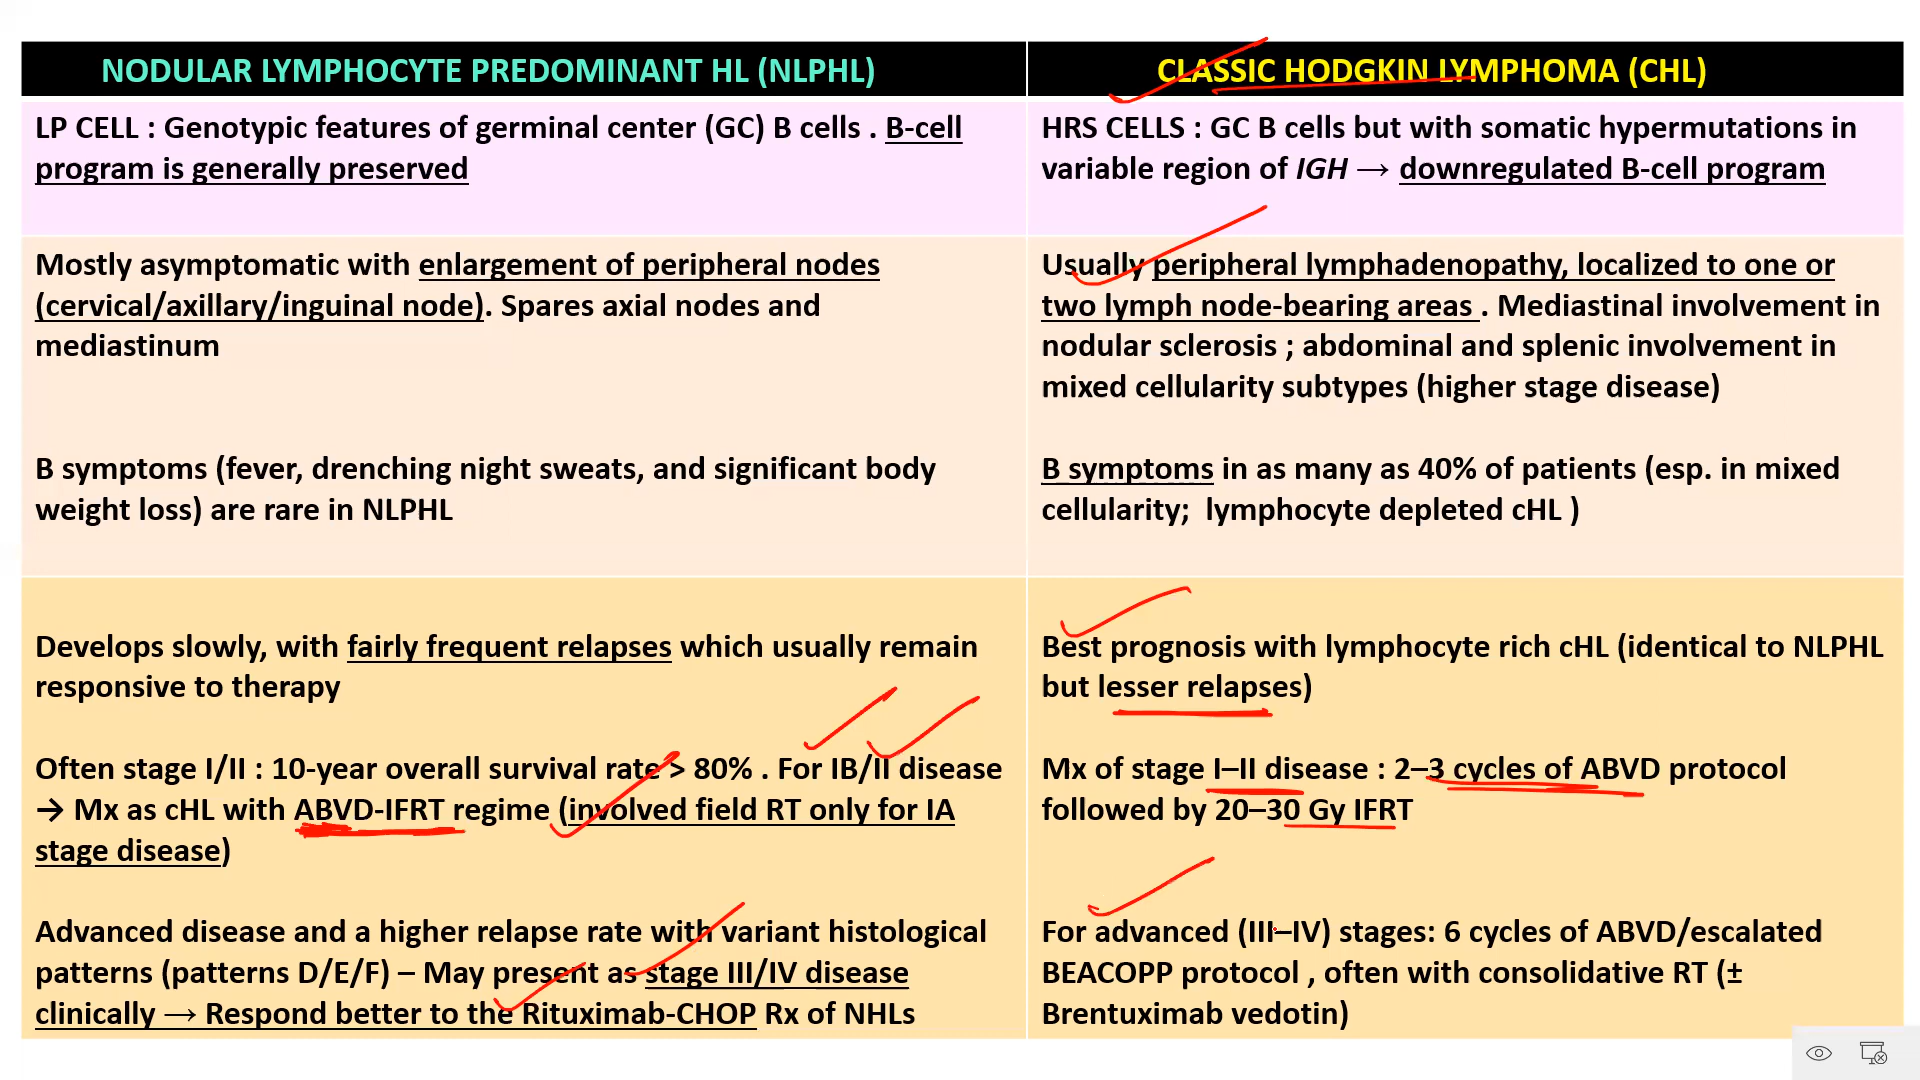 NODULAR LYMPHOCYTE PREDOMINANT HL (NLPHL)
CLASSIC HODGKIN LYMPHOMA (CHL)
LP CELL : Genotypic features of germinal center (GC) B cells . B-cell
program is generally preserved
HRS CELLS : GC B cells but with somatic hypermutations in
variable region of IGH → downregulated B-cell program
Mostly asymptomatic with enlargement of peripheral nodes
(cervical/axillary/inguinal node). Spares axial nodes and
mediastinum
B symptoms (fever, drenching night sweats, and significant body
weight loss) are rare in NLPHL
Usually peripheral lymphadenopathy, localized to one or
two lymph node-bearing areas . Mediastinal involvement in
nodular sclerosis ; abdominal and splenic involvement in
mixed cellularity subtypes (higher stage disease)
B symptoms in as many as 40% of patients (esp. in mixed
cellularity; lymphocyte depleted cHL )
Develops slowly, with fairly frequent relapses which usually remain
responsive to therapy
Often stage I/II : 10-year overall survival rate > 80% . For IB/II disease
→ Mx as cHL with ABVD-IFRT regime (involved field RT only for IA
stage disease)
Advanced disease and a higher relapse rate with variant histological
patterns (patterns D/E/F) – May present as stage III/IV disease
clinically → Respond better to the Rituximab-CHOP Rx of NHLs
Best prognosis with lymphocyte rich cHL (identical to NLPHL
but lesser relapses)
Mx of stage I–II disease : 2–3 cycles of ABVD protocol
followed by 20–30 Gy IFRT
For advanced (III–IV) stages: 6 cycles of ABVD/escalated
BEACOPP protocol , often with consolidative RT (±
Brentuximab vedotin)